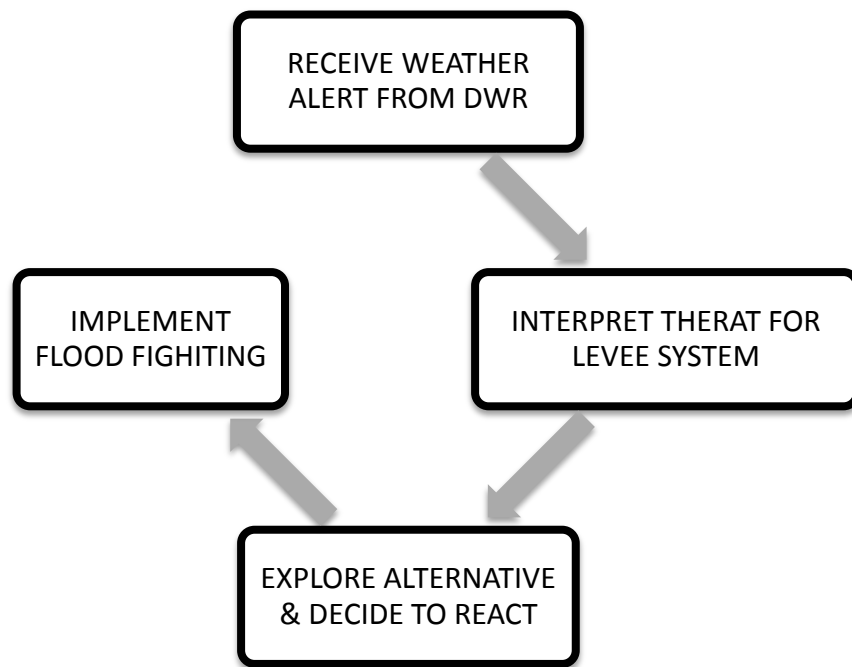 RECEIVE WEATHER
ALERT FROM DWR
INTERPRET THERAT FOR
LEVEE SYSTEM
EXPLORE ALTERNATIVE
& DECIDE TO REACT
IMPLEMENT
FLOOD FIGHITING